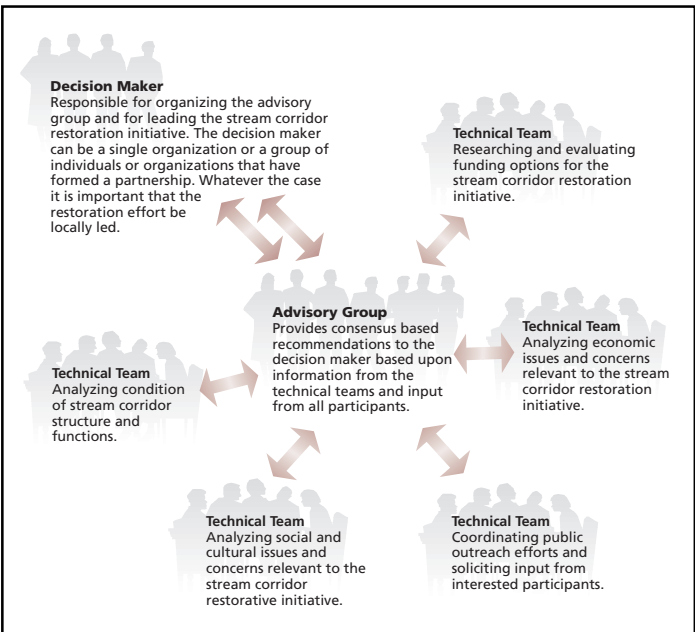 Decision Maker
Responsible for organizing the advisory
group and for leading the stream corridor
restoration initiative. The decision maker
can be a single organization or a group of
individuals or organizations that have
formed a partnership. Whatever the case
it is important that the
restoration effort be
locally led.
Technical Team
Researching and evaluating
funding options for the
stream corridor restoration
initiative.
Advisory Group
Provides consensus based
recommendations to the
decision maker based upon
information from the
technical teams and input
from all participants.
Technical Team
Analyzing economic
issues and concerns
relevant to the stream
corridor restoration
initiative.
Technical Team
Analyzing condition
of stream corridor
structure and
functions.
Technical Team
Analyzing social and
cultural issues and
concerns relevant to the
stream corridor
restorative initiative.
Technical Team
Coordinating public
outreach efforts and
soliciting input from
interested participants.